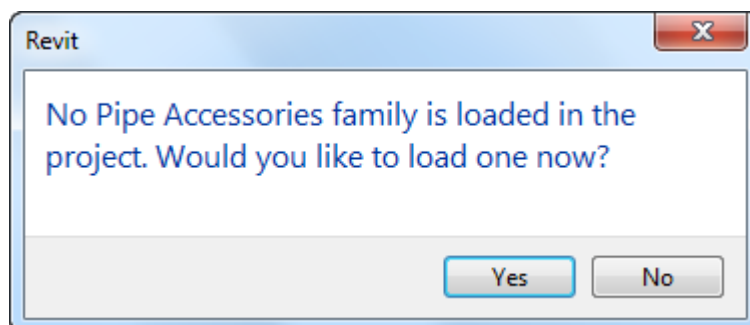 Revit
No Pipe Accessories family is loaded in the
project. Would you like to load one now?
Yes
No